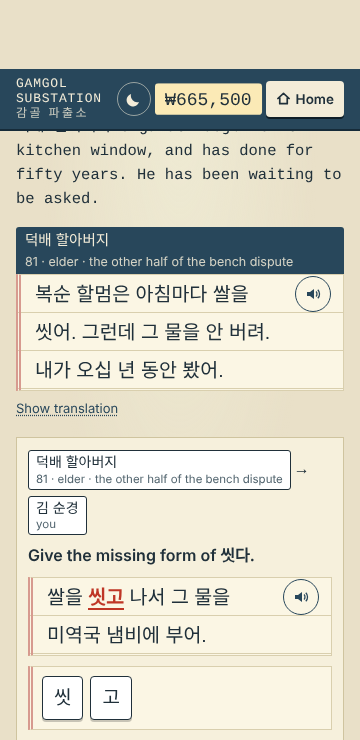 GAMGOL
SUBSTATION
감골 파출소
₩665,500
Home
kitchen window, and has done for
fifty years. He has been waiting to
be asked.
덕배 할아버지
81 · elder · the other half of the bench dispute
복순 할멈은 아침마다 쌀을
씻어. 그런데 그 물을 안 버려.
내가 오십 년 동안 봤어.
Show translation
덕배 할아버지
81 · elder · the other half of the bench dispute
→
김 순경
you
Give the missing form of 씻다.
쌀을 씻고 나서 그 물을
미역국 냄비에 부어.
씻
고